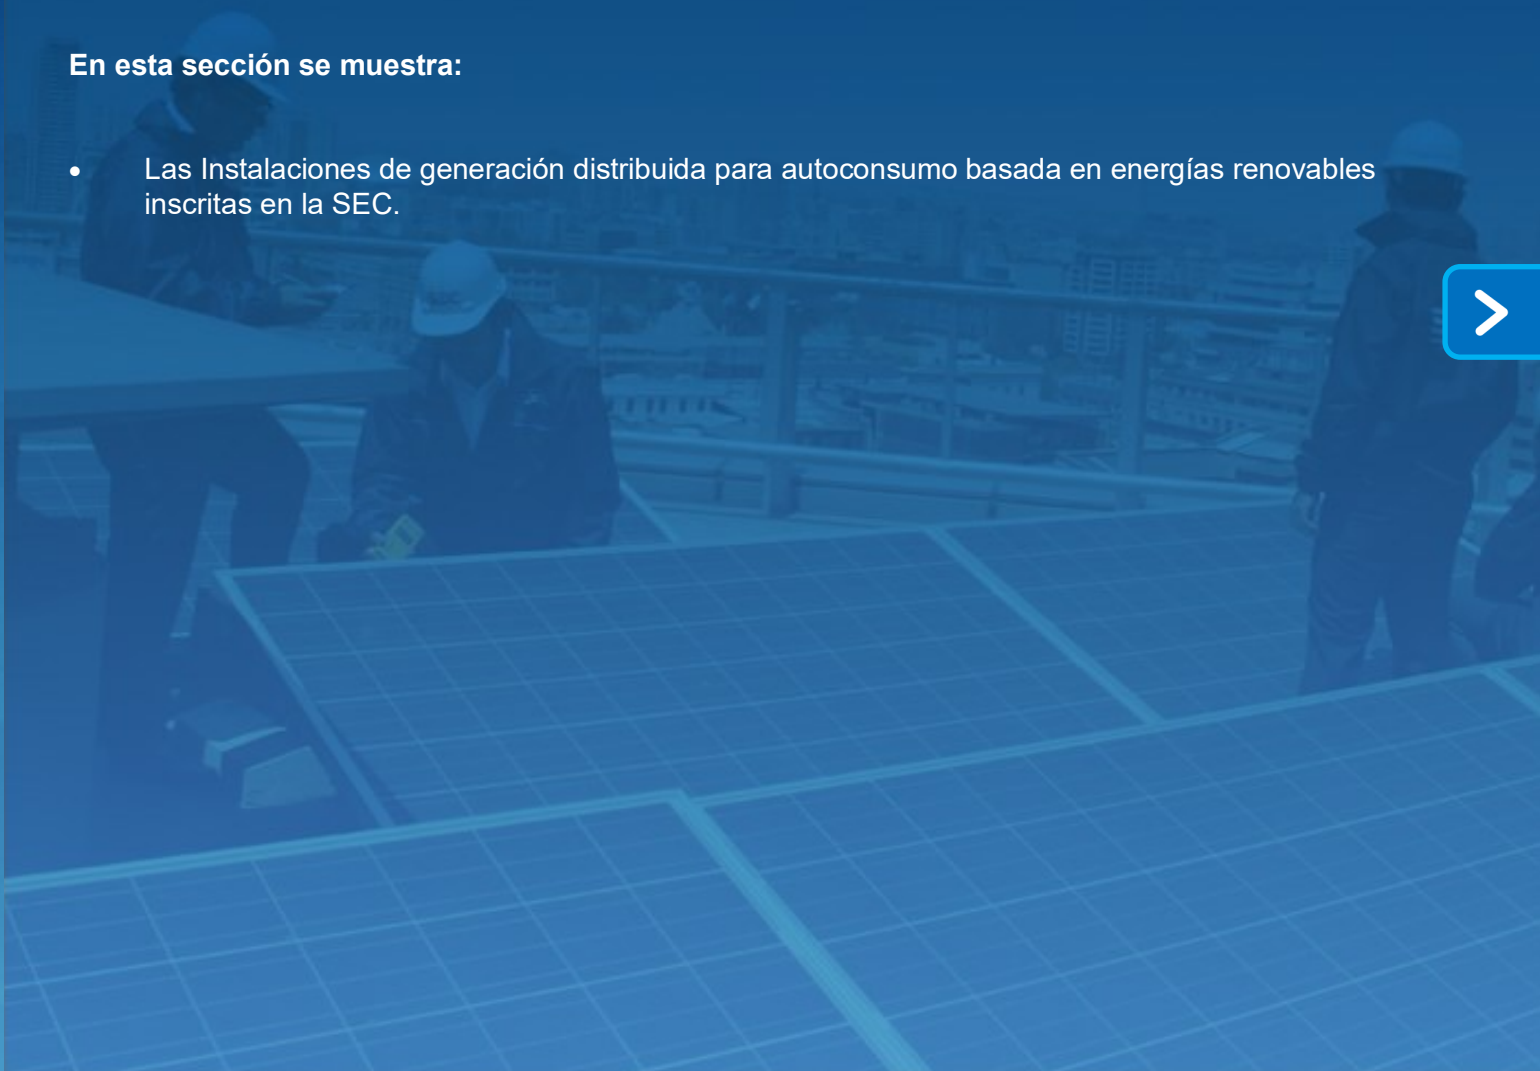 En esta sección se muestra:
• Las Instalaciones de generación distribuida para autoconsumo basada en energías renovables
inscritas en la SEC.